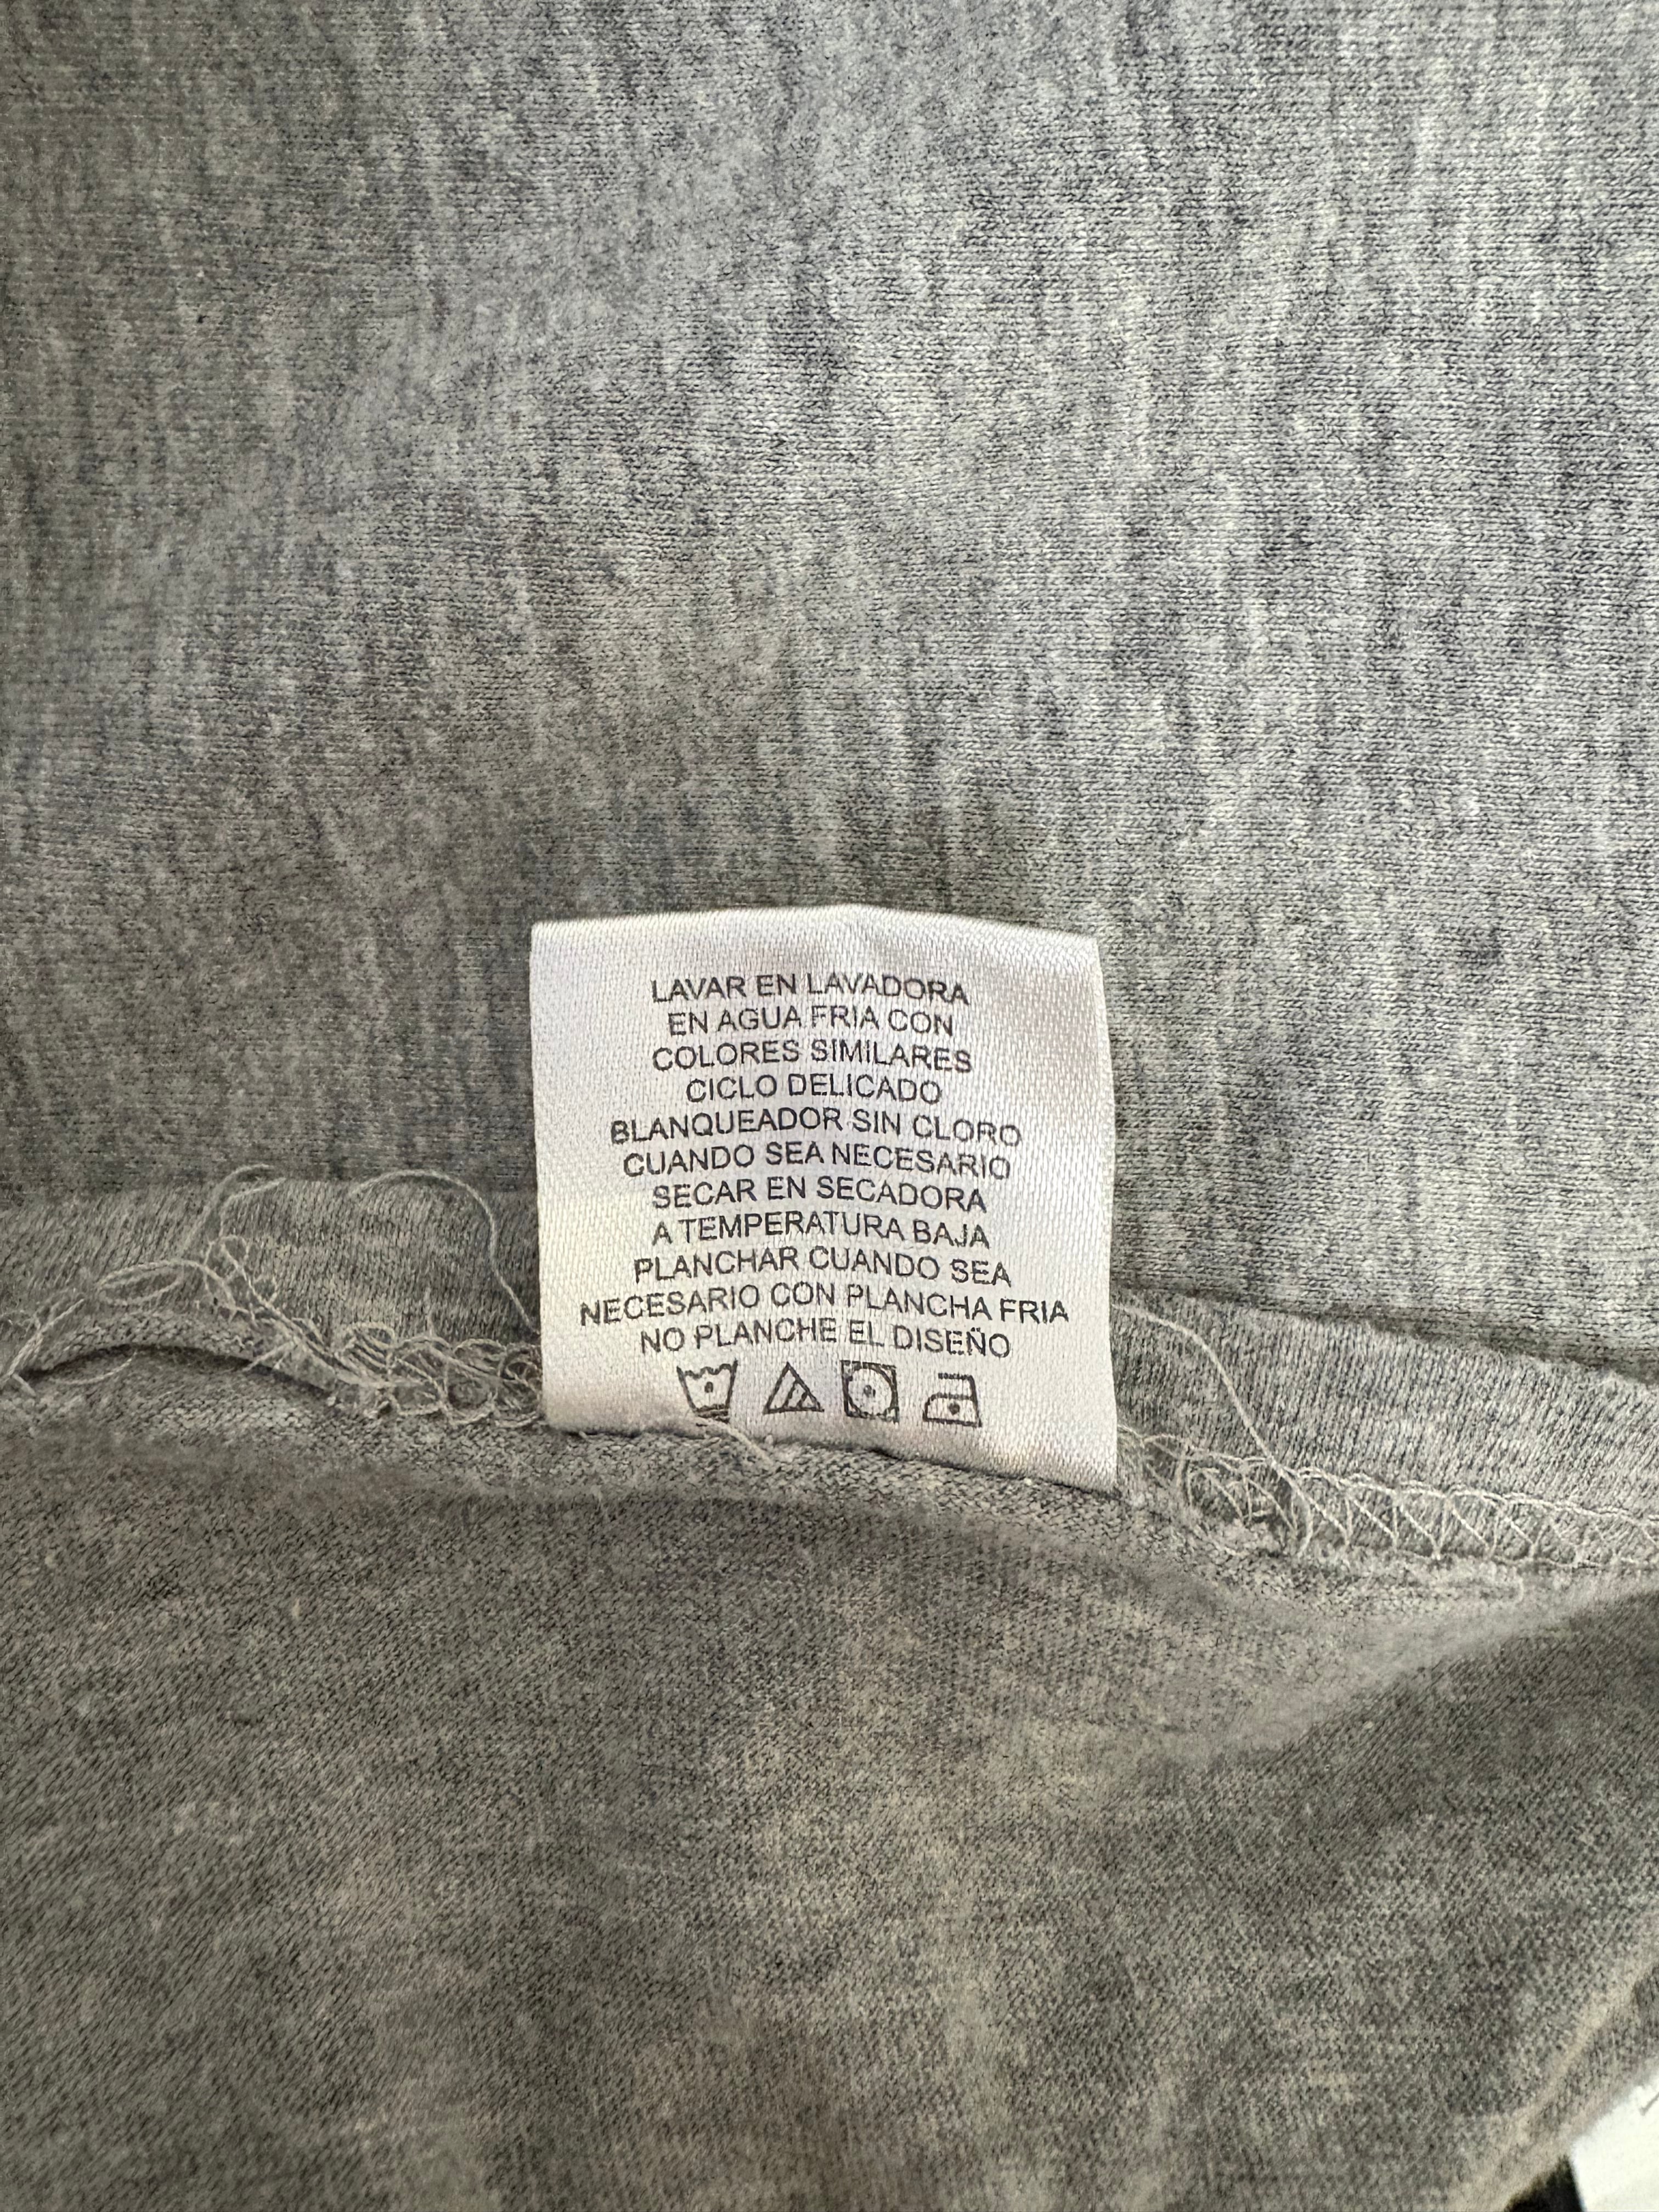 LAVAR EN LAVADORA
EN AGUA FRIA CON
COLORES SIMILARES
CICLO DELICADO
BLANQUEADOR SIN CLORO
CUANDO SEA NECESARIO
SECAR EN SECADORA
A TEMPERATURA BAJA
PLANCHAR CUANDO SEA
NECESARIO CON PLANCHA FRIA
NO PLANCHE EL DISEÑO